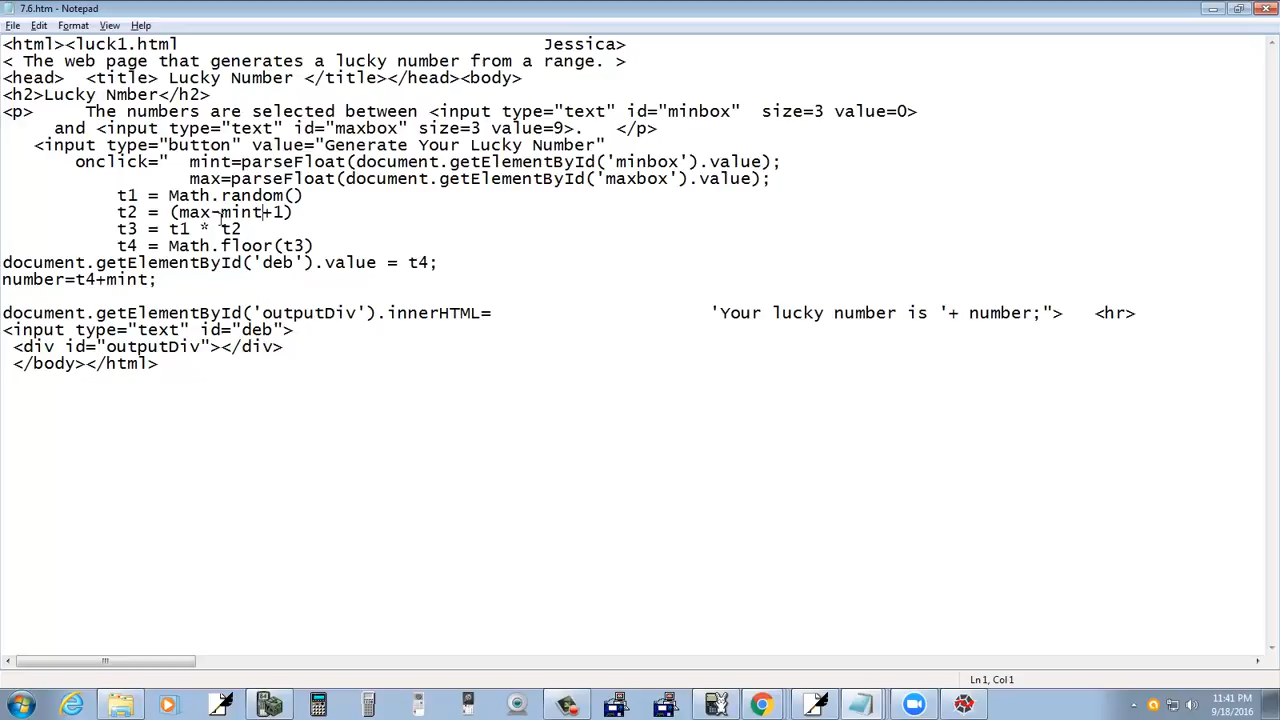 7.6.htm - Notepad
File Edit Format View Help
<html><luck1.html Jessica>
< The web page that generates a lucky number from a range. >
<head> <title> Lucky Number </title></head><body>
<h2>Lucky Nmber</h2>
<p> The numbers are selected between <input type="text" id="minbox" size=3 value=0>
and <input type="text" id="maxbox" size=3 value=9>. </p>
<input type="button" value="Generate Your Lucky Number"
onclick=" mint=parseFloat(document.getElementById('minbox').value);
max=parseFloat(document.getElementById('maxbox').value);
t1 = Math.random()
t2 = (max-mint+1)
t3 = t1 * t2
t4 = Math.floor(t3)
document.getElementById('deb').value = t4;
number=t4+mint;
document.getElementById('outputDiv').innerHTML= 'Your lucky number is '+ number;"> <hr>
<input type="text" id="deb">
<div id="outputDiv"></div>
</body></html>
Ln1, Col1
11:41 PM
9/18/2016